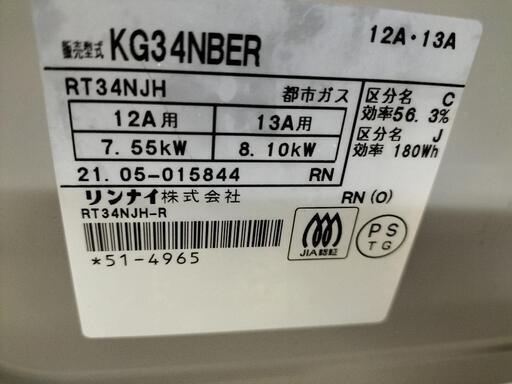 販売型式 KG34NBER 12A・13A
RT34NJH 都市ガス
12A用 13A用
7.55kW 8.10kW
区分名 C
効率56.3%
区分名 J
効率 180Wh
21.05-015844 RN
リンナイ株式会社 RN(O)
RT34NJH-R
*51-4965
JIA認証
PS
TG